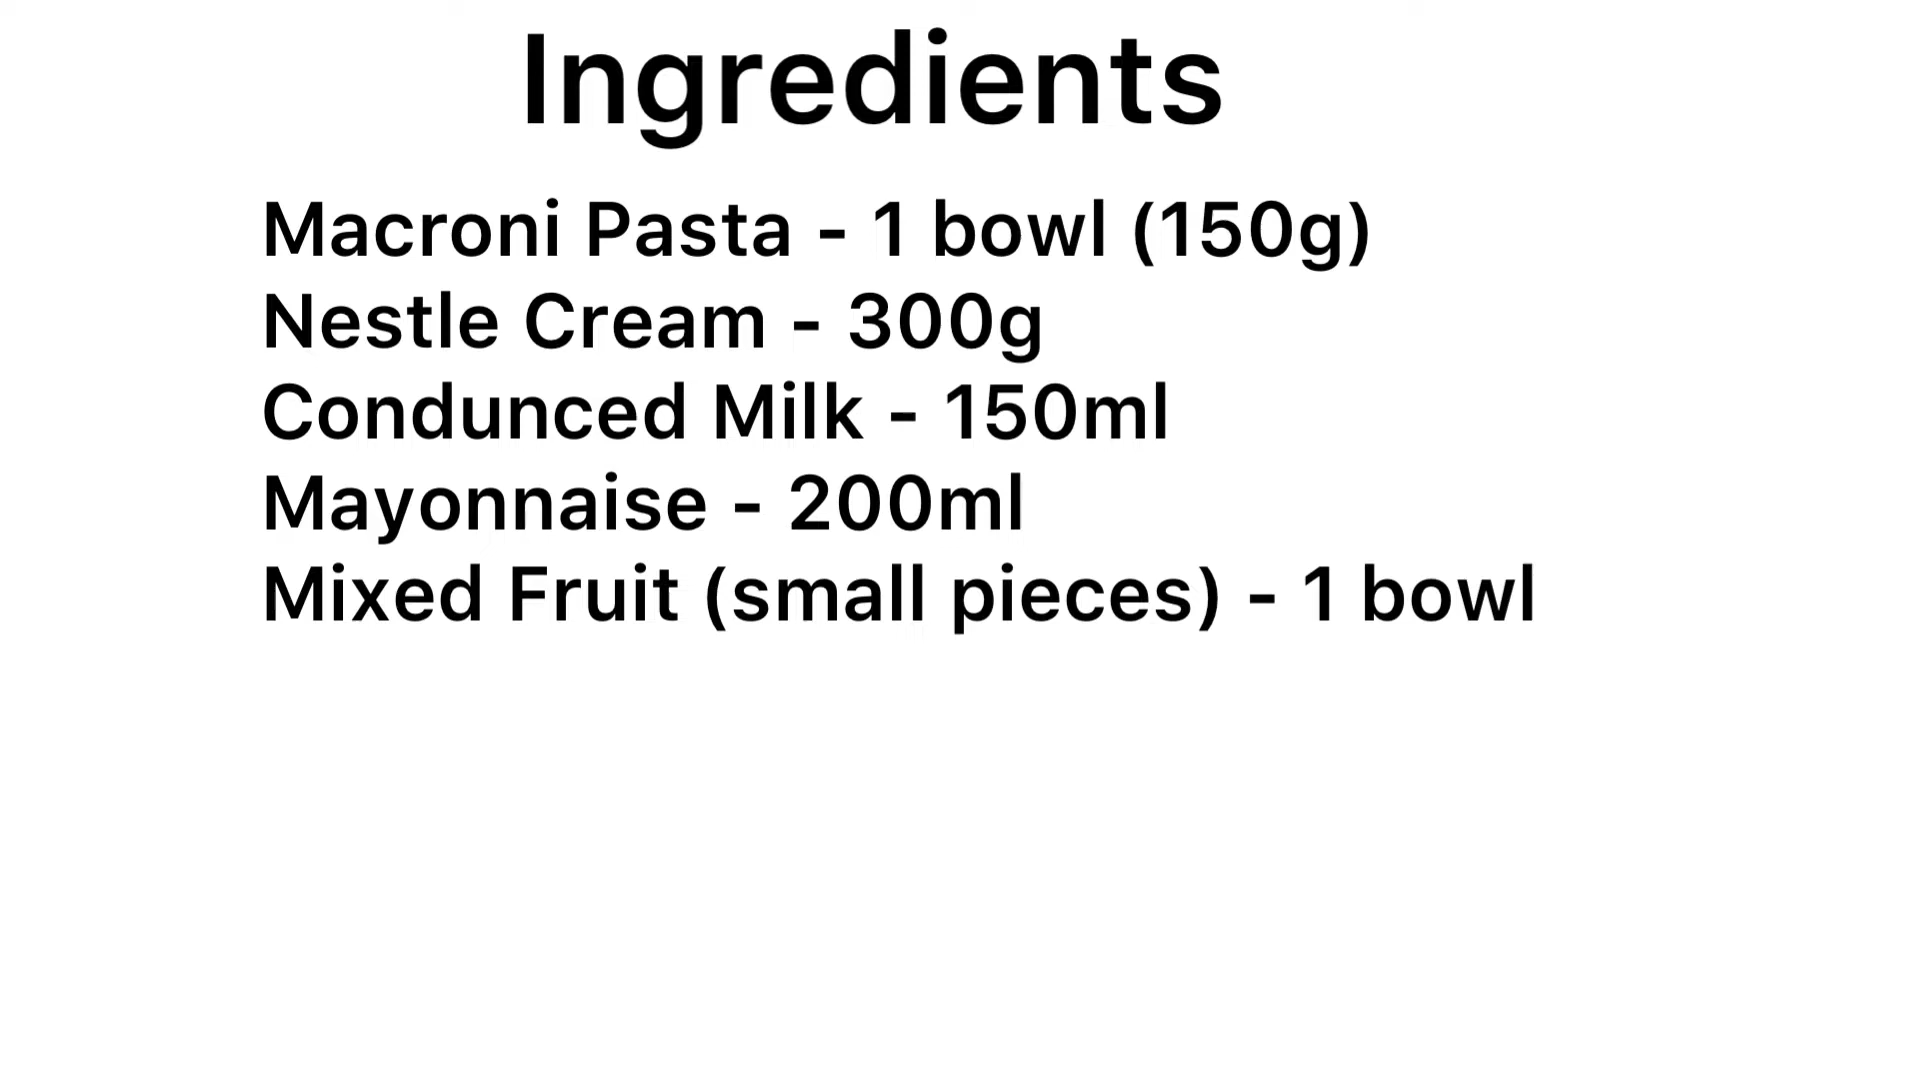 Ingredients
Macroni Pasta - 1 bowl (150g)
Nestle Cream - 300g
Condunced Milk - 150ml
Mayonnaise - 200ml
Mixed Fruit (small pieces) - 1 bowl